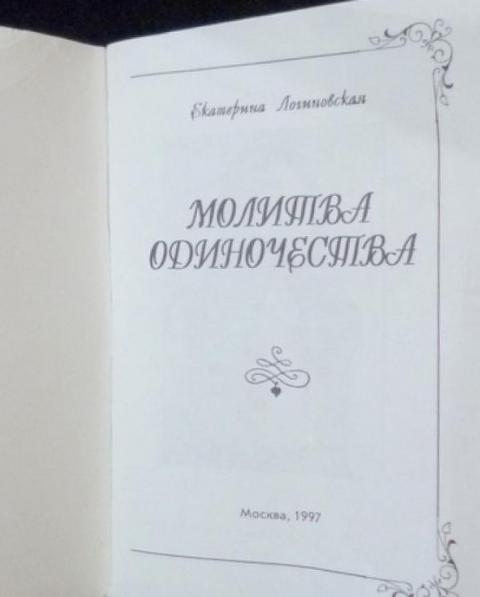 Екатерина Логиновская
МОЛИТВА
ОДИНОЧЕСТВА
Москва, 1997